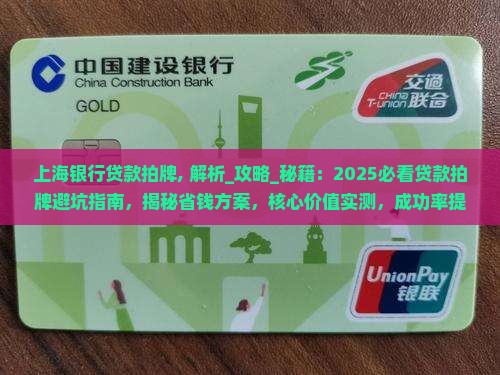 中国建设银行
China Construction Bank
GOLD
交通
CHINA
T-UNION 联合
上海银行贷款拍牌, 解析_攻略_秘籍：2025必看贷款拍
牌避坑指南，揭秘省钱方案，核心价值实测，成功率提
UnionPay
银联